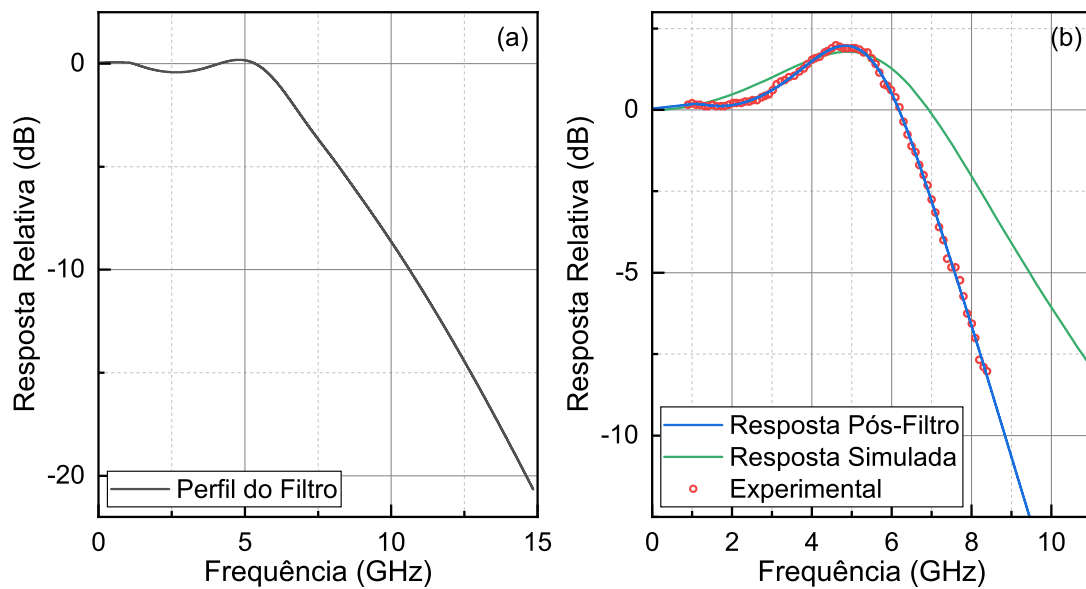 (a)
Resposta Relativa (dB)
0
-10
-20
Perfil do Filtro
0
5
10
15
Frequência (GHz)
(b)
Resposta Relativa (dB)
0
-5
-10
Resposta Pós-Filtro
Resposta Simulada
Experimental
0
2
4
6
8
10
Frequência (GHz)